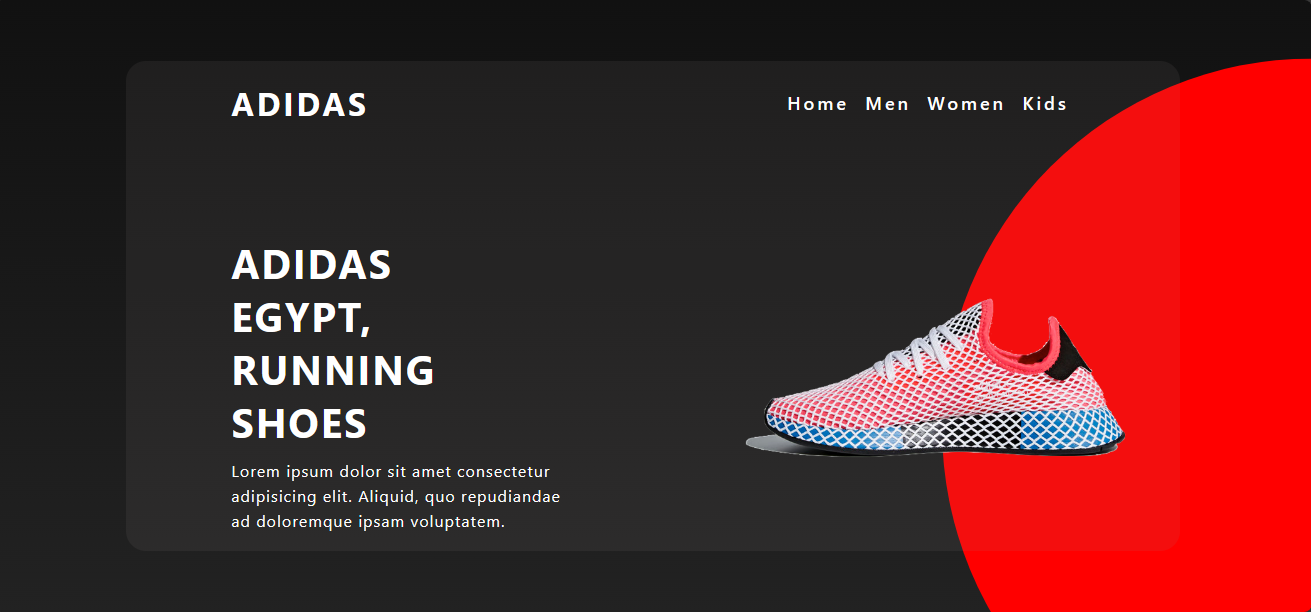 ADIDAS
Home Men Women Kids
ADIDAS
EGYPT,
RUNNING
SHOES
Lorem ipsum dolor sit amet consectetur
adipisicing elit. Aliquid, quo repudiandae
ad doloremque ipsam voluptatem.